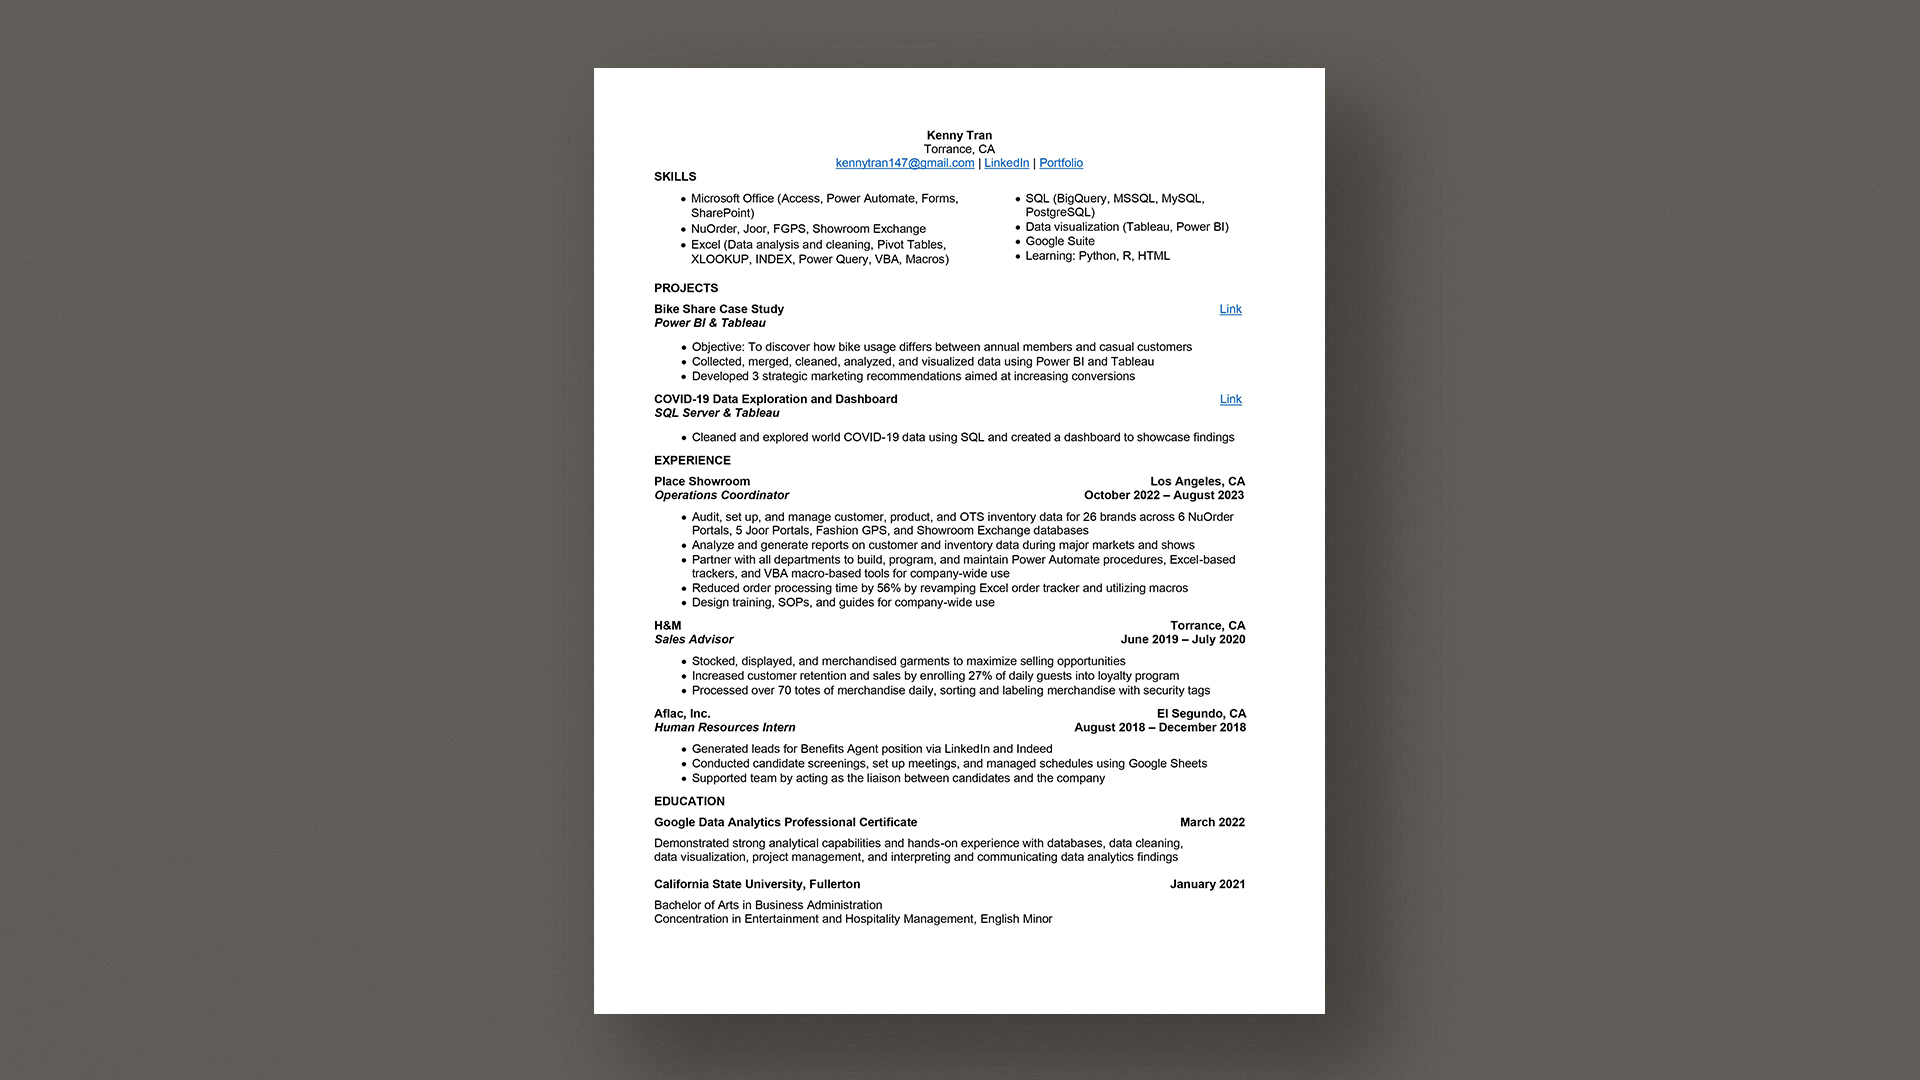 Kenny Tran
Torrance, CA
kennytran147@gmail.com | LinkedIn | Portfolio
SKILLS
• Microsoft Office (Access, Power Automate, Forms,
SharePoint)
• NuOrder, Joor, FGPS, Showroom Exchange
• Excel (Data analysis and cleaning, Pivot Tables,
XLOOKUP, INDEX, Power Query, VBA, Macros)
• SQL (BigQuery, MSSQL, MySQL,
PostgreSQL)
• Data visualization (Tableau, Power BI)
• Google Suite
• Learning: Python, R, HTML
PROJECTS
Bike Share Case Study Link
Power BI & Tableau
• Objective: To discover how bike usage differs between annual members and casual customers
• Collected, merged, cleaned, analyzed, and visualized data using Power BI and Tableau
• Developed 3 strategic marketing recommendations aimed at increasing conversions
COVID-19 Data Exploration and Dashboard Link
SQL Server & Tableau
• Cleaned and explored world COVID-19 data using SQL and created a dashboard to showcase findings
EXPERIENCE
Place Showroom Los Angeles, CA
Operations Coordinator October 2022 – August 2023
• Audit, set up, and manage customer, product, and OTS inventory data for 26 brands across 6 NuOrder
Portals, 5 Joor Portals, Fashion GPS, and Showroom Exchange databases
• Analyze and generate reports on customer and inventory data during major markets and shows
• Partner with all departments to build, program, and maintain Power Automate procedures, Excel-based
trackers, and VBA macro-based tools for company-wide use
• Reduced order processing time by 56% by revamping Excel order tracker and utilizing macros
• Design training, SOPs, and guides for company-wide use
H&M Torrance, CA
Sales Advisor June 2019 – July 2020
• Stocked, displayed, and merchandised garments to maximize selling opportunities
• Increased customer retention and sales by enrolling 27% of daily guests into loyalty program
• Processed over 70 totes of merchandise daily, sorting and labeling merchandise with security tags
Aflac, Inc. El Segundo, CA
Human Resources Intern August 2018 – December 2018
• Generated leads for Benefits Agent position via LinkedIn and Indeed
• Conducted candidate screenings, set up meetings, and managed schedules using Google Sheets
• Supported team by acting as the liaison between candidates and the company
EDUCATION
Google Data Analytics Professional Certificate March 2022
Demonstrated strong analytical capabilities and hands-on experience with databases, data cleaning,
data visualization, project management, and interpreting and communicating data analytics findings
California State University, Fullerton January 2021
Bachelor of Arts in Business Administration
Concentration in Entertainment and Hospitality Management, English Minor